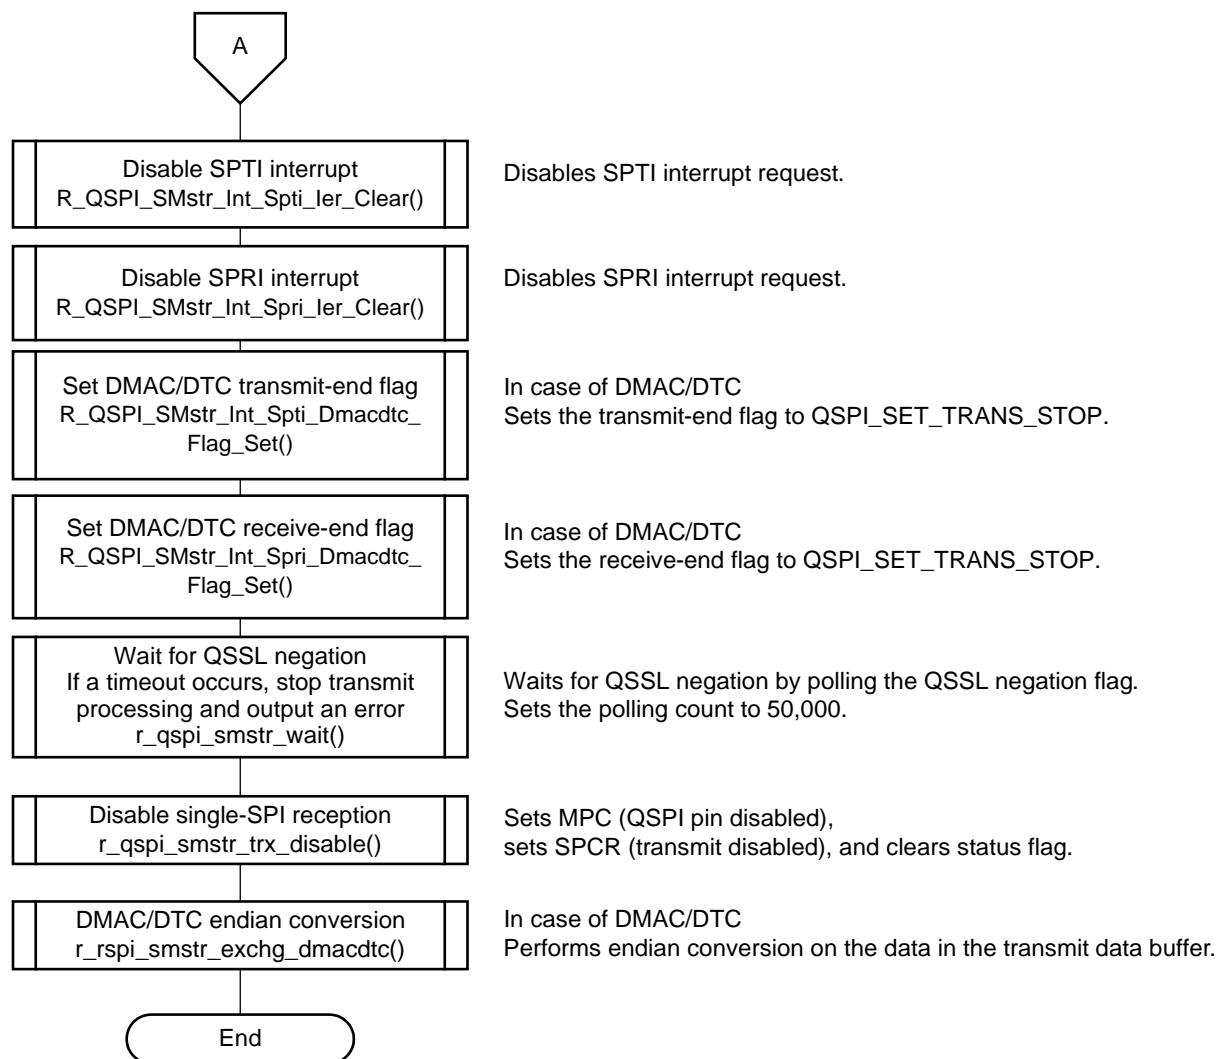 A
Disable SPTI interrupt
R_QSPI_SMstr_Int_Spti_Ier_Clear()
Disables SPTI interrupt request.
Disable SPRI interrupt
R_QSPI_SMstr_Int_Spri_Ier_Clear()
Disables SPRI interrupt request.
Set DMAC/DTC transmit-end flag
R_QSPI_SMstr_Int_Spti_Dmacdtc_
Flag_Set()
In case of DMAC/DTC
Sets the transmit-end flag to QSPI_SET_TRANS_STOP.
Set DMAC/DTC receive-end flag
R_QSPI_SMstr_Int_Spri_Dmacdtc_
Flag_Set()
In case of DMAC/DTC
Sets the receive-end flag to QSPI_SET_TRANS_STOP.
Wait for QSSL negation
If a timeout occurs, stop transmit
processing and output an error
r_qspi_smstr_wait()
Waits for QSSL negation by polling the QSSL negation flag.
Sets the polling count to 50,000.
Disable single-SPI reception
r_qspi_smstr_trx_disable()
Sets MPC (QSPI pin disabled),
sets SPCR (transmit disabled), and clears status flag.
DMAC/DTC endian conversion
r_rspi_smstr_exchg_dmacdtc()
In case of DMAC/DTC
Performs endian conversion on the data in the transmit data buffer.
End